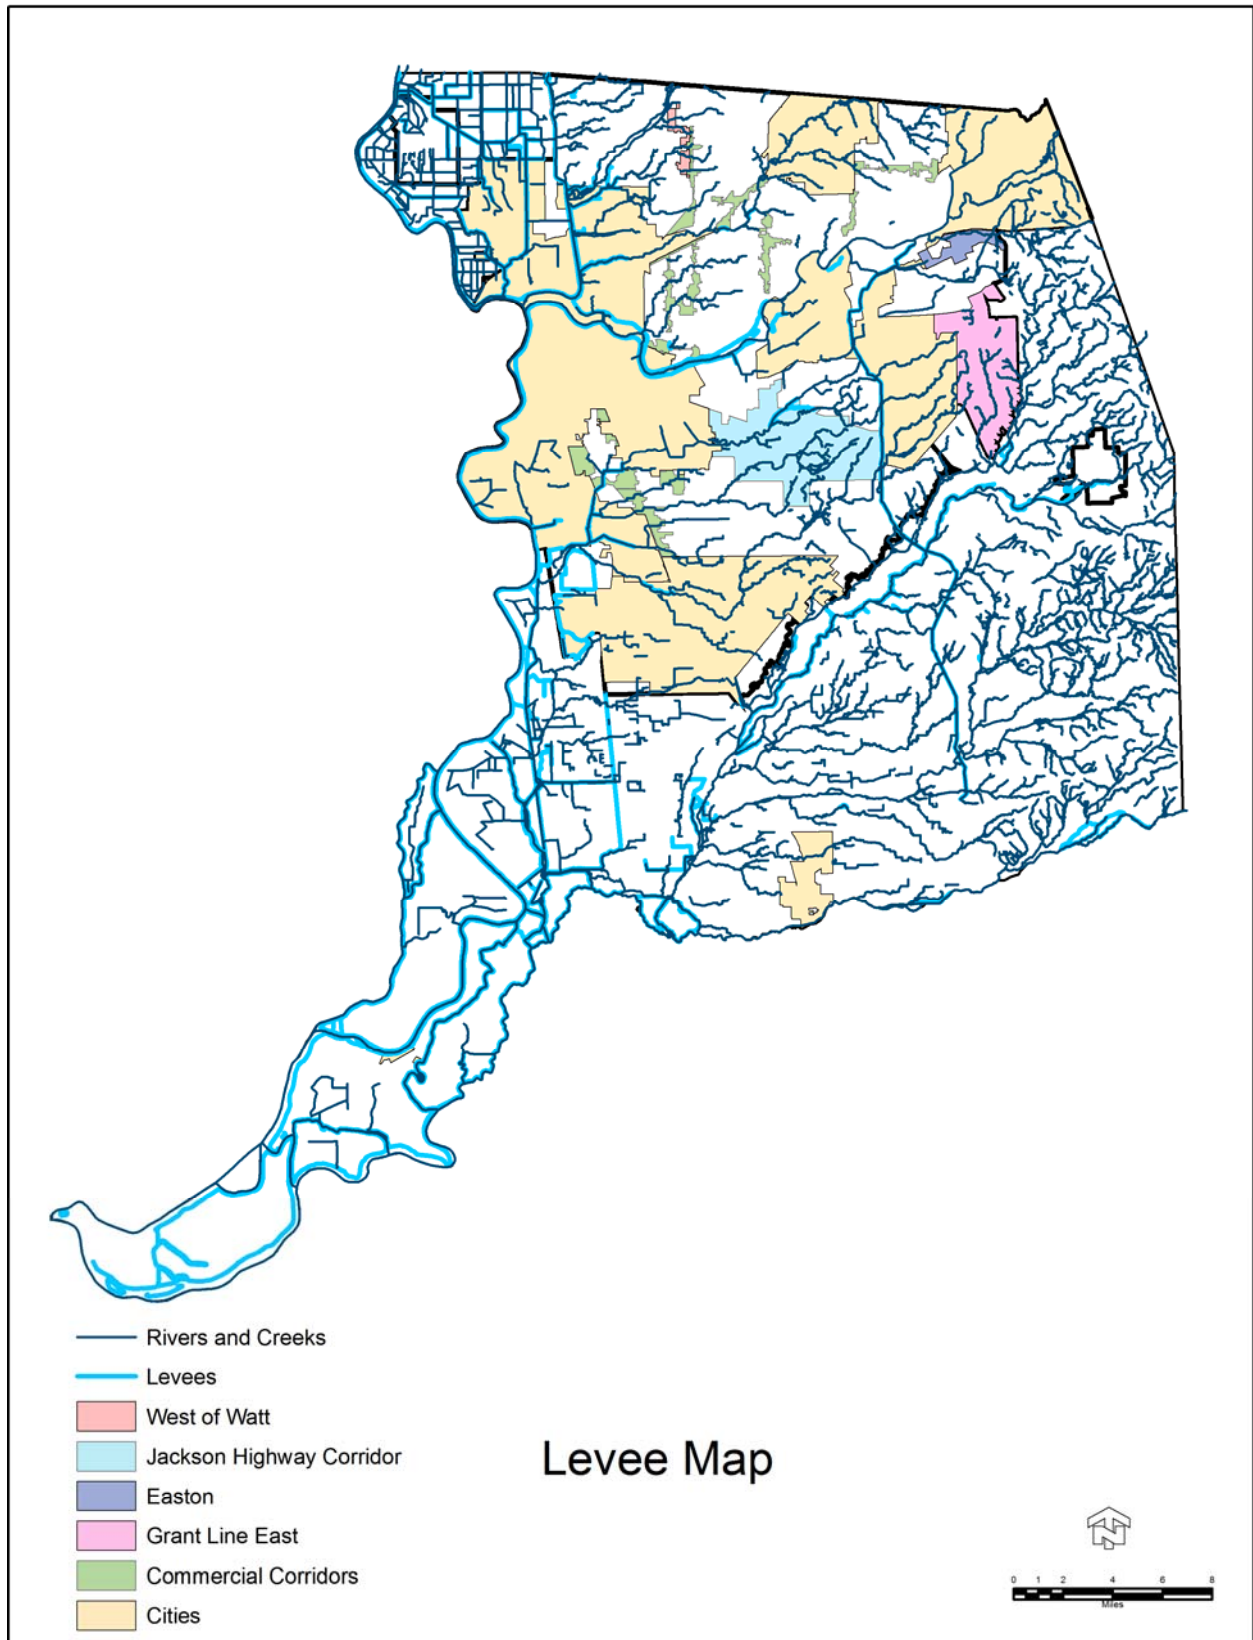 Rivers and Creeks
Levees
West of Watt
Jackson Highway Corridor
Easton
Grant Line East
Commercial Corridors
Cities
Levee Map
N
0 1 2 4 6 8
Miles